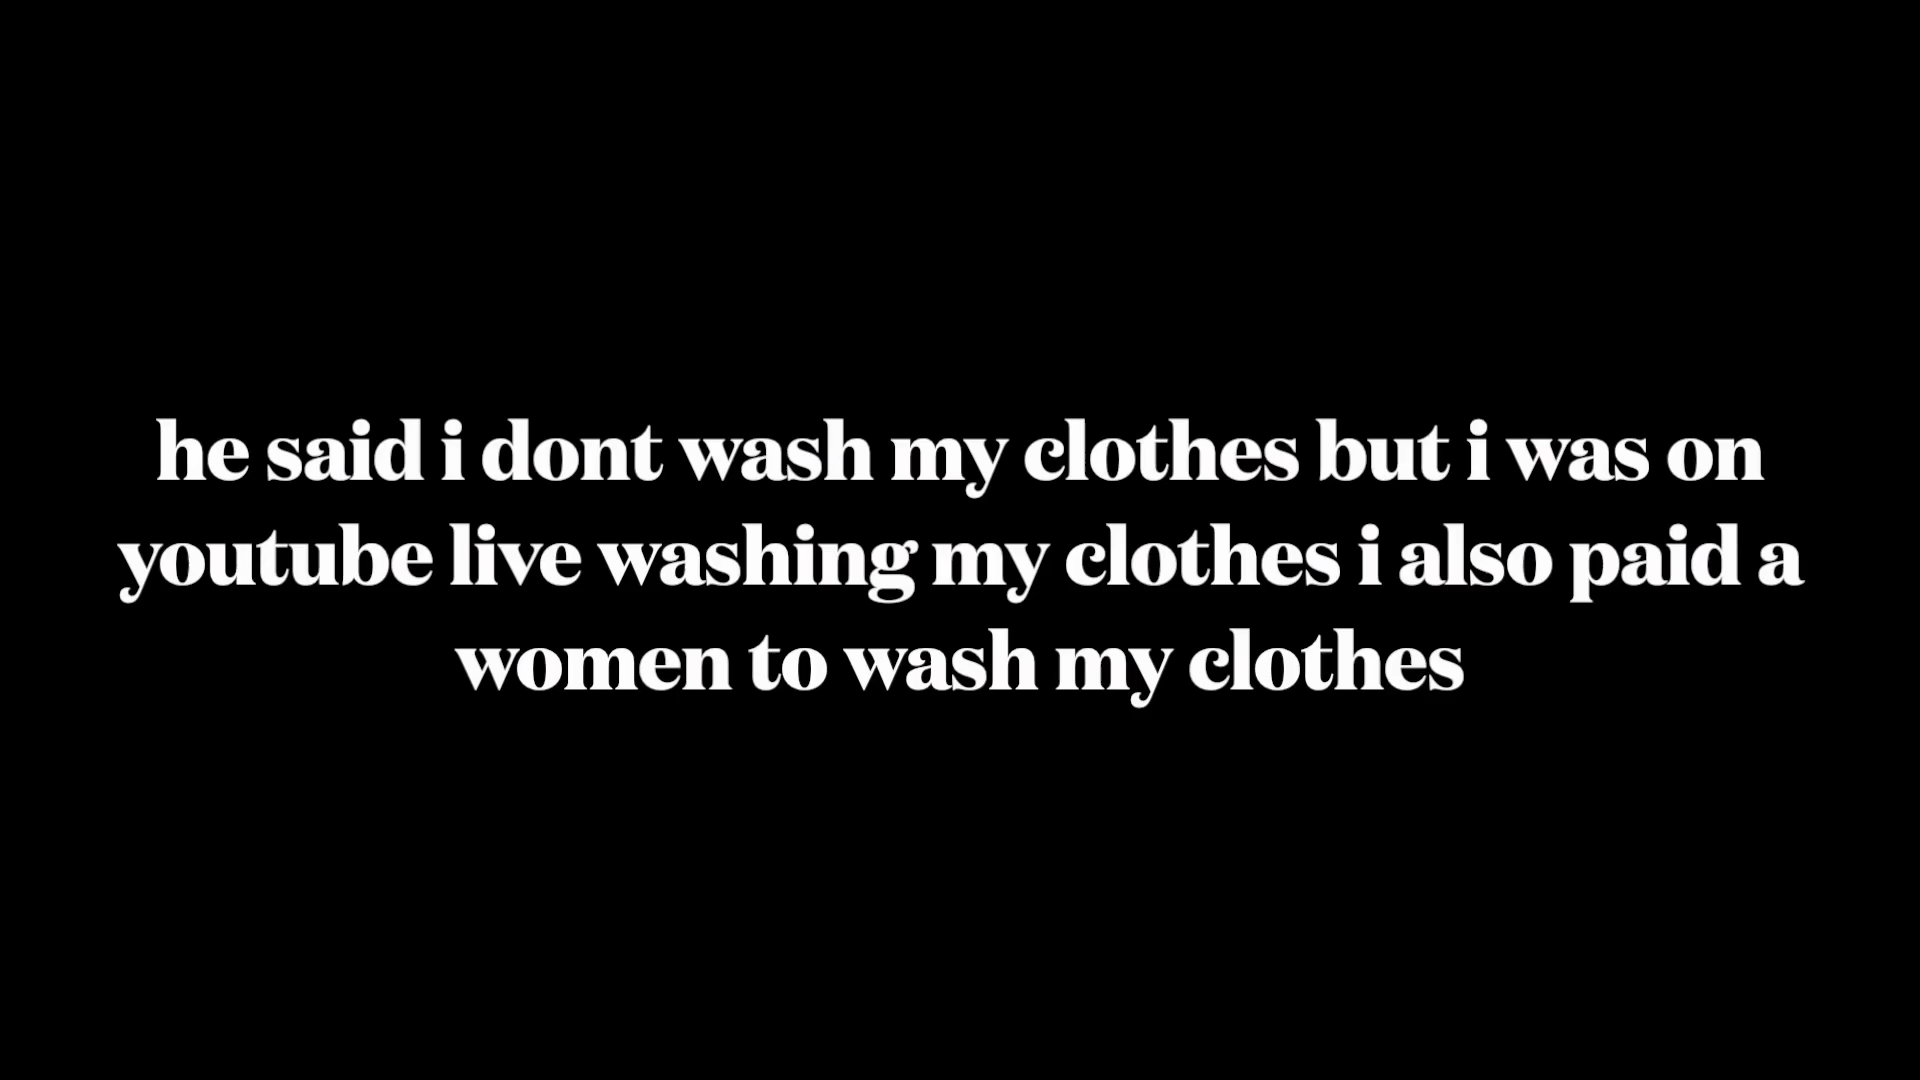 he said i dont wash my clothes but i was on
youtube live washing my clothes i also paid a
women to wash my clothes